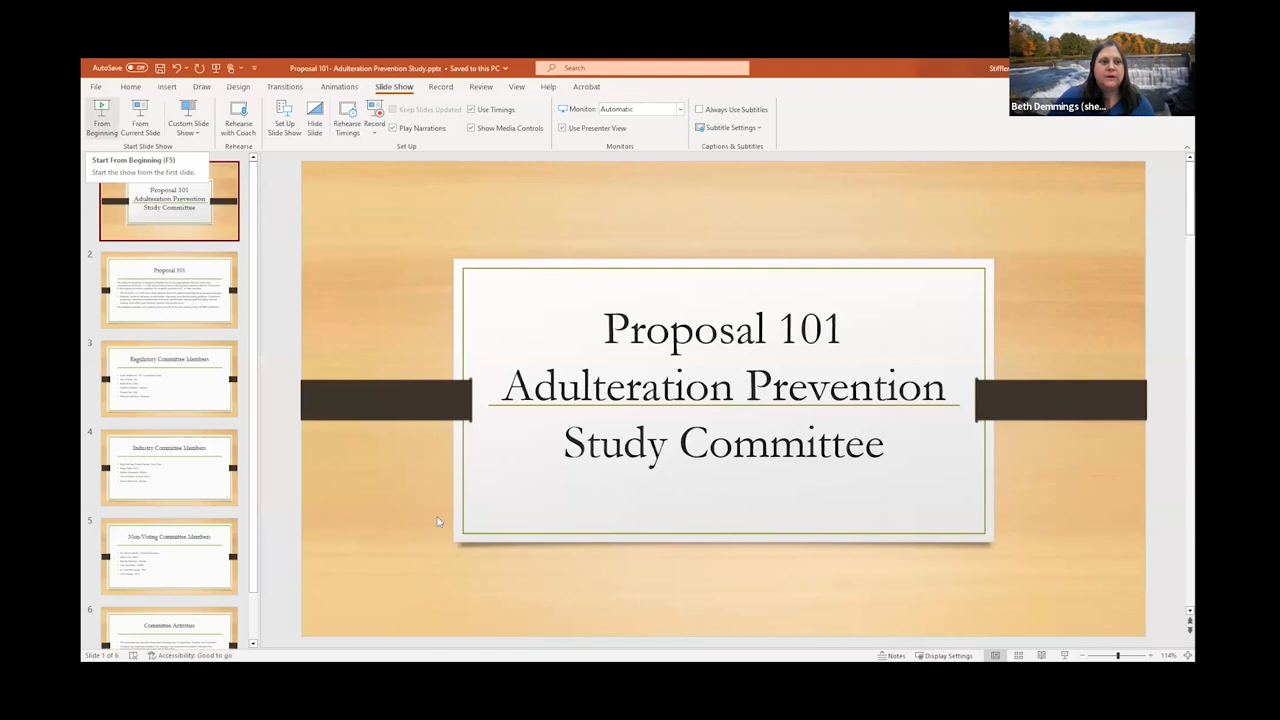 AutoSave Off
Proposal 101- Adulteration Prevention Study.pptx • Saved to this PC
Search
Stiffle
Beth Demmings (she...
File Home Insert Draw Design Transitions Animations Slide Show Record Review View Help Acrobat
From Beginning
From Current Slide
Custom Slide Show
Start Slide Show
Rehearse with Coach
Rehearse
Set Up Slide Show
Hide Slide
Rehearse Timings
Record
Keep Slides Updated
Use Timings
Play Narrations
Show Media Controls
Set Up
Monitor: Automatic
Use Presenter View
Monitors
Always Use Subtitles
Subtitle Settings
Captions & Subtitles
Start From Beginning (F5)
Start the show from the first slide.
Proposal 101
Adulteration Prevention
Study Committee
2
Proposal 101
3
Regulatory Committee Members
4
Industry Committee Members
5
Non-Voting Committee Members
6
Committee Activities
Proposal 101
Adulteration Prevention
Study Committee
Slide 1 of 6
Accessibility: Good to go
Notes
Display Settings
114%